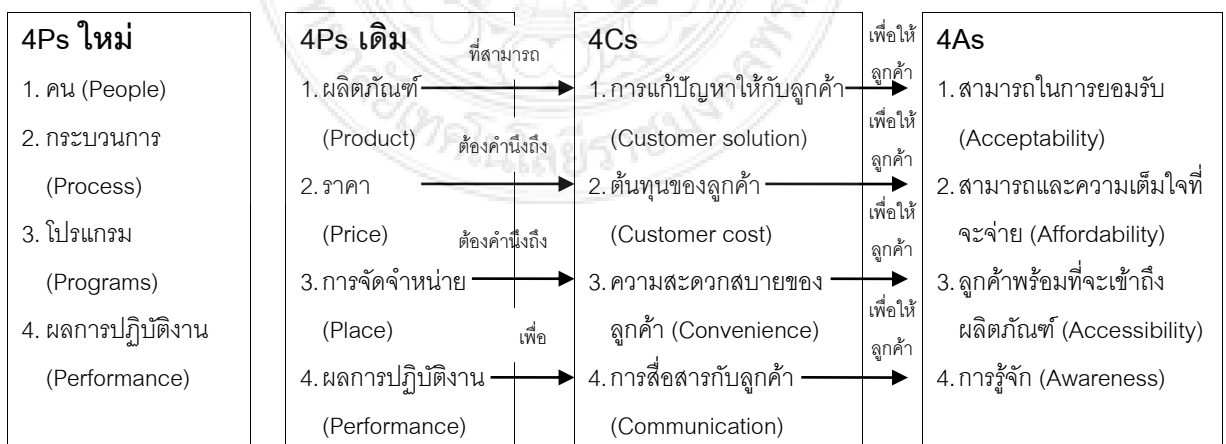 4Ps ใหม่
1. คน (People)
2. กระบวนการ
(Process)
3. โปรแกรม
(Programs)
4. ผลการปฏิบัติงาน
(Performance)
4Ps เดิม
1. ผลิตภัณฑ์
(Product)
2. ราคา
(Price)
3. การจัดจำหน่าย
(Place)
4. ผลการปฏิบัติงาน
(Performance)
ที่สามารถ
ต้องคำนึงถึง
ต้องคำนึงถึง
เพื่อ
4Cs
1. การแก้ปัญหาให้กับลูกค้า
(Customer solution)
2. ต้นทุนของลูกค้า
(Customer cost)
3. ความสะดวกสบายของ
ลูกค้า (Convenience)
4. การสื่อสารกับลูกค้า
(Communication)
เพื่อให้
ลูกค้า
เพื่อให้
ลูกค้า
เพื่อให้
ลูกค้า
เพื่อให้
ลูกค้า
4As
1. สามารถในการยอมรับ
(Acceptability)
2. สามารถและความเต็มใจที่
จะจ่าย (Affordability)
3. ลูกค้าพร้อมที่จะเข้าถึง
ผลิตภัณฑ์ (Accessibility)
4. การรู้จัก (Awareness)